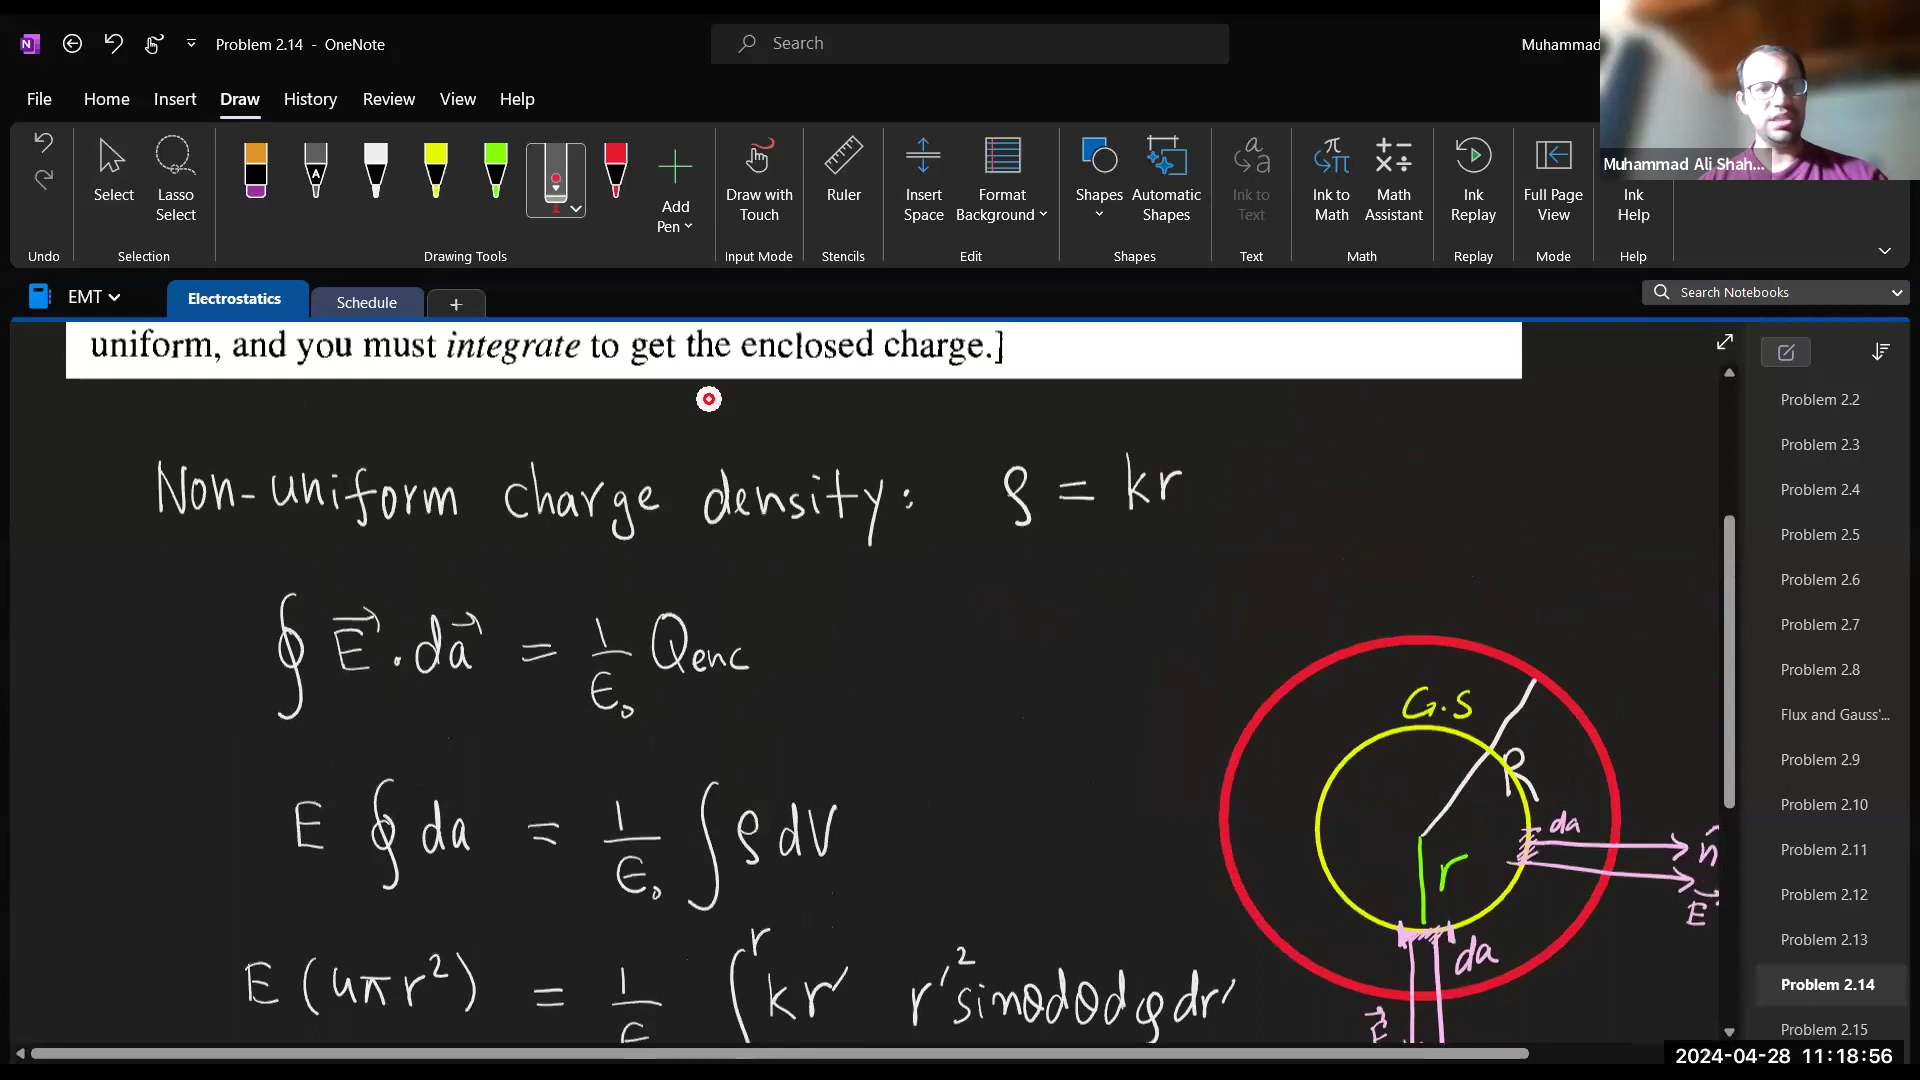 Problem 2.14 - OneNote
Search
Muhammad
File Home Insert Draw History Review View Help
Select
Lasso Select
Add Pen
Draw with Touch
Ruler
Insert Space
Format Background
Shapes
Automatic Shapes
Ink to Text
Ink to Math
Math Assistant
Ink Replay
Full Page View
Ink Help
Muhammad Ali Shah...
Undo Selection Drawing Tools Input Mode Stencils Edit Shapes Text Math Replay Mode Help
EMT Electrostatics Schedule + Search Notebooks
uniform, and you must integrate to get the enclosed charge.]
Non-uniform charge density: ρ = kr
∮ E⃗ . da⃗ = 1/ϵ₀ Qenc
E ∮ da = 1/ϵ₀ ∫ ρ dV
E (4πr²) = 1/ϵ ∫^r kr′ r′² sinθdθdφdr′
G.S
R
r
da
n̂
E⃗
da
E⃗
Problem 2.2
Problem 2.3
Problem 2.4
Problem 2.5
Problem 2.6
Problem 2.7
Problem 2.8
Flux and Gauss'...
Problem 2.9
Problem 2.10
Problem 2.11
Problem 2.12
Problem 2.13
Problem 2.14
Problem 2.15
2024-04-28 11:18:56